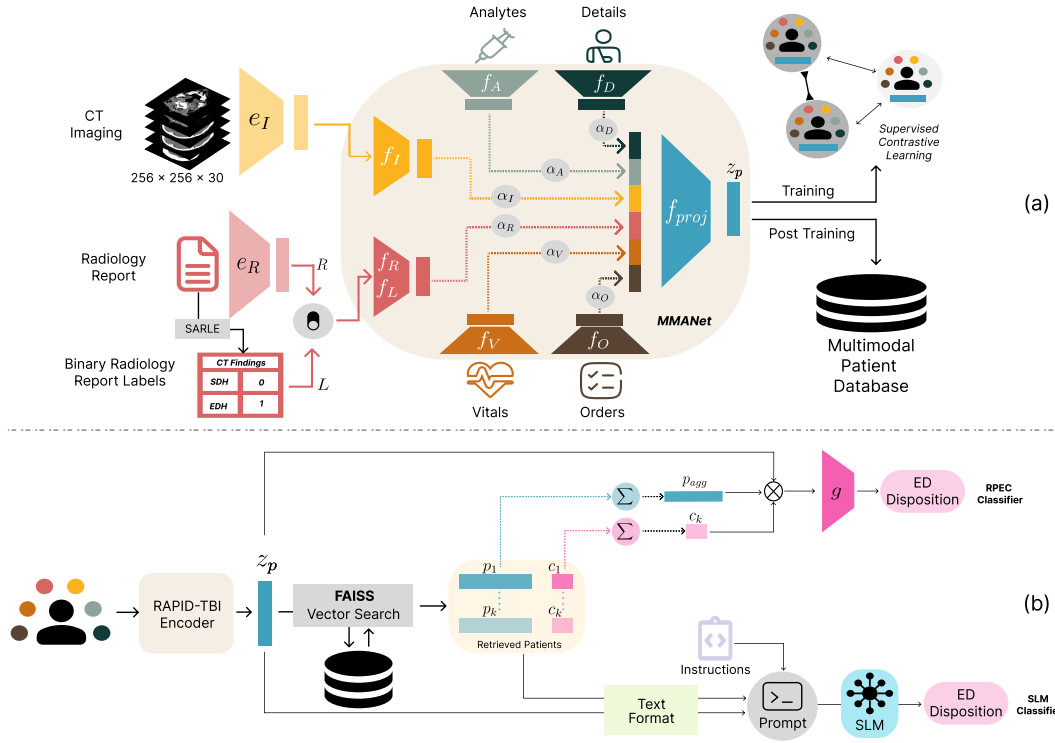 Analytes
Details
CT
Imaging
256 × 256 × 30
e_I
f_I
f_A
f_D
α_D
α_A
α_I
α_R
α_V
α_O
f_proj
z_p
Training
Post Training
Supervised
Contrastive
Learning
(a)
Radiology
Report
e_R
R
f_R
f_L
SARLE
L
Binary Radiology
Report Labels
CT Findings
SDH 0
EDH 1
f_V
f_O
MMANet
Vitals
Orders
Multimodal
Patient
Database
z_p
RAPID-TBI
Encoder
FAISS
Vector Search
p_1
c_1
p_k
c_k
Retrieved Patients
∑
p_agg
∑
c_k
g
ED
Disposition
RPEC
Classifier
(b)
Instructions
Text
Format
Prompt
SLM
ED
Disposition
SLM
Classifie